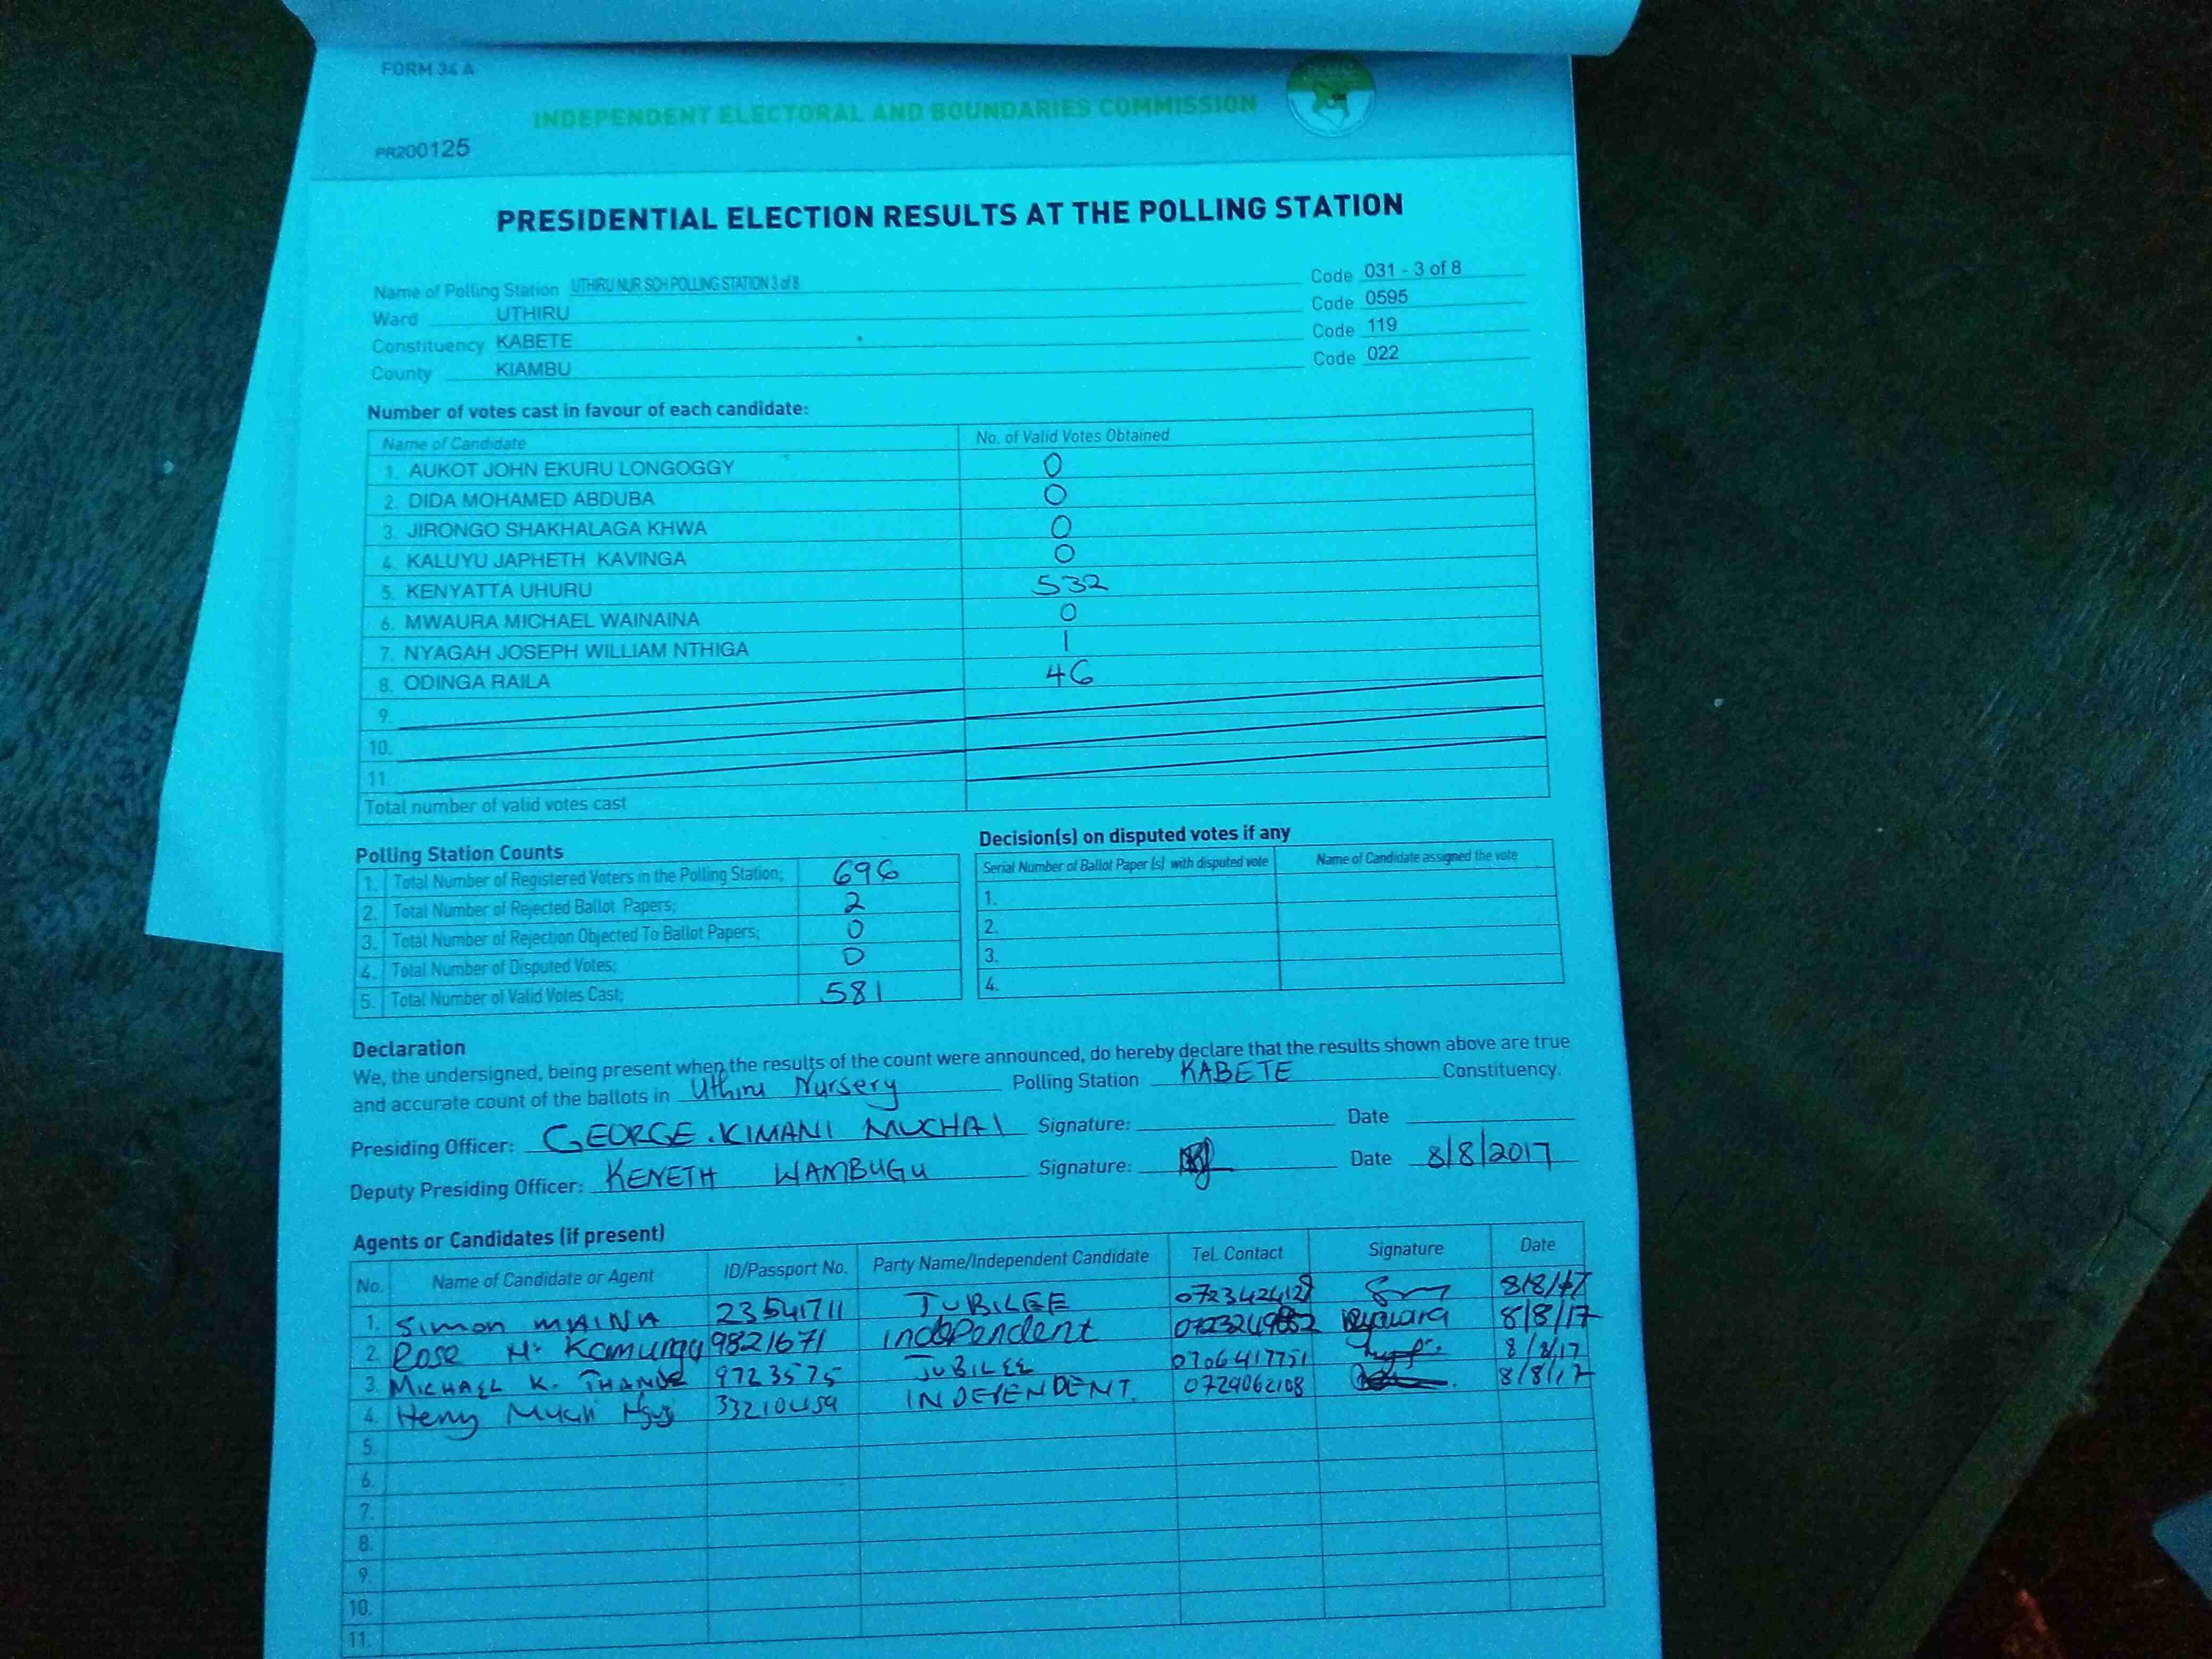 FORM 34 A
INDEPENDENT ELECTORAL AND BOUNDARIES COMMISSION
PR200125
PRESIDENTIAL ELECTION RESULTS AT THE POLLING STATION
Name of Polling Station UTHIRU NUR SCH POLLING STATION 3 of 8 Code 031 - 3 of 8
Ward UTHIRU Code 0595
Constituency KABETE Code 119
County KIAMBU Code 022
Number of votes cast in favour of each candidate:
Name of Candidate No. of Valid Votes Obtained
1. AUKOT JOHN EKURU LONGOGGY 0
2. DIDA MOHAMED ABDUBA 0
3. JIRONGO SHAKHALAGA KHWA 0
4. KALUYU JAPHETH KAVINGA 0
5. KENYATTA UHURU 532
6. MWAURA MICHAEL WAINAINA 0
7. NYAGAH JOSEPH WILLIAM NTHIGA 1
8. ODINGA RAILA 46
9.
10.
11.
Total number of valid votes cast
Polling Station Counts
1. Total Number of Registered Voters in the Polling Station; 696
2. Total Number of Rejected Ballot Papers; 2
3. Total Number of Rejection Objected To Ballot Papers; 0
4. Total Number of Disputed Votes; 0
5. Total Number of Valid Votes Cast; 581
Decision(s) on disputed votes if any
Serial Number of Ballot Paper (s) with disputed vote Name of Candidate assigned the vote
1.
2.
3.
4.
Declaration
We, the undersigned, being present when the results of the count were announced, do hereby declare that the results shown above are true
and accurate count of the ballots in Uthiru Nursery Polling Station KABETE Constituency.
Presiding Officer: GEORGE. KIMANI MUCHAI Signature: Date
Deputy Presiding Officer: KENETH WAMBUGU Signature: Date 8/8/2017
Agents or Candidates (if present)
No. Name of Candidate or Agent ID/Passport No. Party Name/Independent Candidate Tel. Contact Signature Date
1. Simon MAINA 23541711 JUBILEE 8/8/17
2. Rose 9821671 independent 8/8/17
3. MICHAEL K. 9723575 JUBILEE 0706417751 8/8/17
4. Heny INDEPENDENT. 0729062108 8/8/17
5.
6.
7.
8.
9.
10.
11.